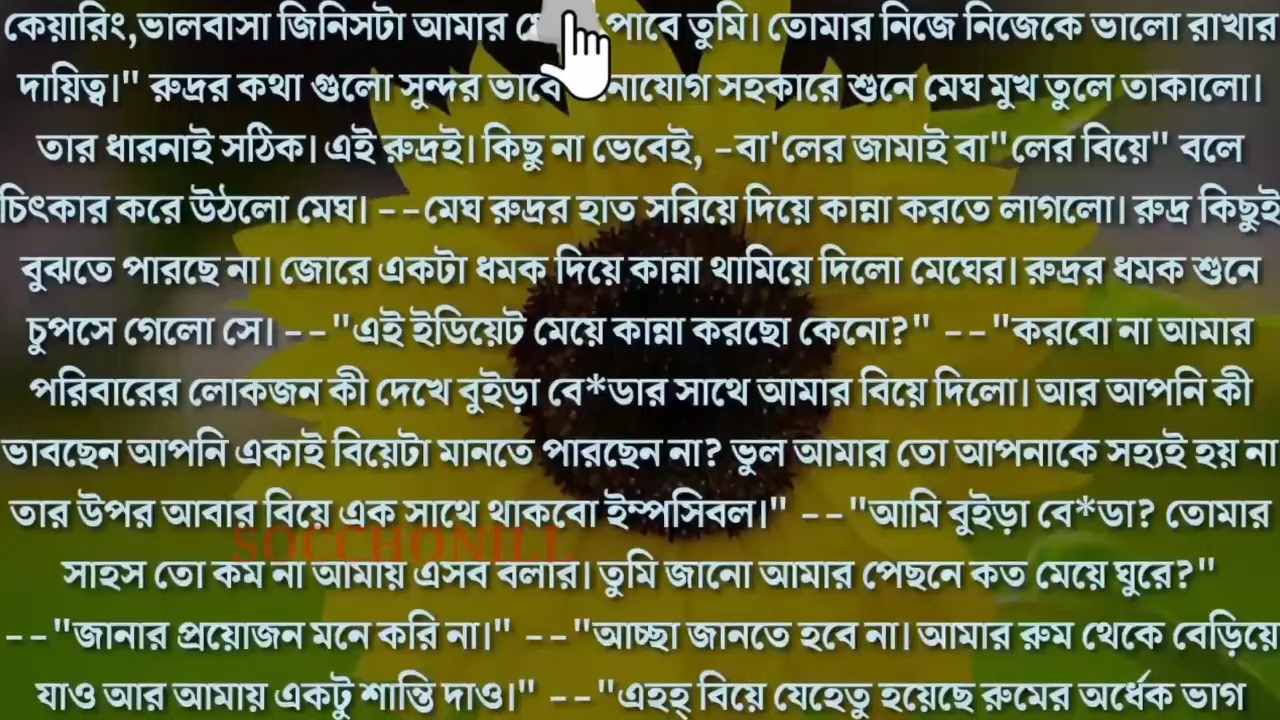 কেয়ারিং,ভালবাসা জিনিসটা আমার পাবে তুমি। তোমার নিজে নিজেকে ভালো রাখার
দায়িত্ব।" রুদ্রর কথা গুলো সুন্দর ভাবে সহকারে শুনে মেঘ মুখ তুলে তাকালো।
তার ধারনাই সঠিক। এই রুদ্রই। কিছু না ভেবেই, -বা'লের জামাই বা"লের বিয়ে" বলে
চিৎকার করে উঠলো মেঘ। --মেঘ রুদ্রর হাত সরিয়ে দিয়ে কান্না করতে লাগলো। রুদ্র কিছুই
বুঝতে পারছে না। জোরে একটা ধমক দিয়ে কান্না থামিয়ে দিলো মেঘের। রুদ্রর ধমক শুনে
চুপসে গেলো সে। --"এই ইডিয়েট মেয়ে কান্না করছো কেনো?" --"করবো না আমার
পরিবারের লোকজন কী দেখে বুইড়া বে*ডার সাথে আমার বিয়ে দিলো। আর আপনি কী
ভাবছেন আপনি একাই বিয়েটা মানতে পারছেন না? ভুল আমার তো আপনাকে সহ্যই হয় না
তার উপর আবার বিয়ে এক সাথে থাকবো ইম্পসিবল।" --"আমি বুইড়া বে*ডা? তোমার
SOCCHONILL
সাহস তো কম না আমায় এসব বলার। তুমি জানো আমার পেছনে কত মেয়ে ঘুরে?"
--"জানার প্রয়োজন মনে করি না।" --"আচ্ছা জানতে হবে না। আমার রুম থেকে বেড়িয়ে
যাও আর আমায় একটু শান্তি দাও।" --"এহহ্ বিয়ে যেহেতু হয়েছে রুমের অর্ধেক ভাগ